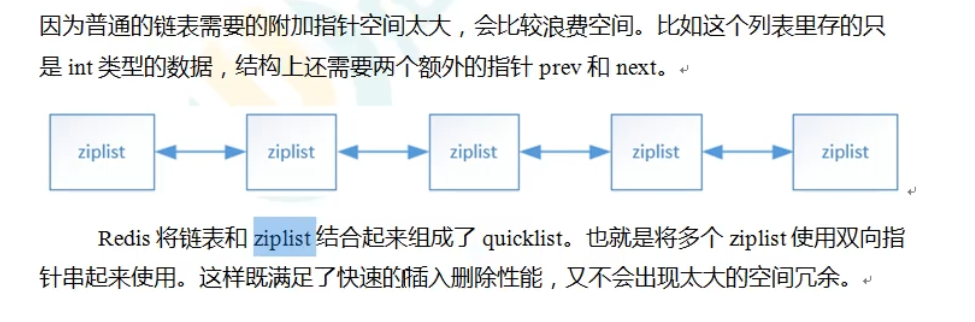 因为普通的链表需要的附加指针空间太大，会比较浪费空间。比如这个列表里存的只
是 int 类型的数据，结构上还需要两个额外的指针 prev 和 next。
ziplist ziplist ziplist ziplist ziplist
Redis 将链表和 ziplist 结合起来组成了 quicklist。也就是将多个 ziplist 使用双向指
针串起来使用。这样既满足了快速的插入删除性能，又不会出现太大的空间冗余。